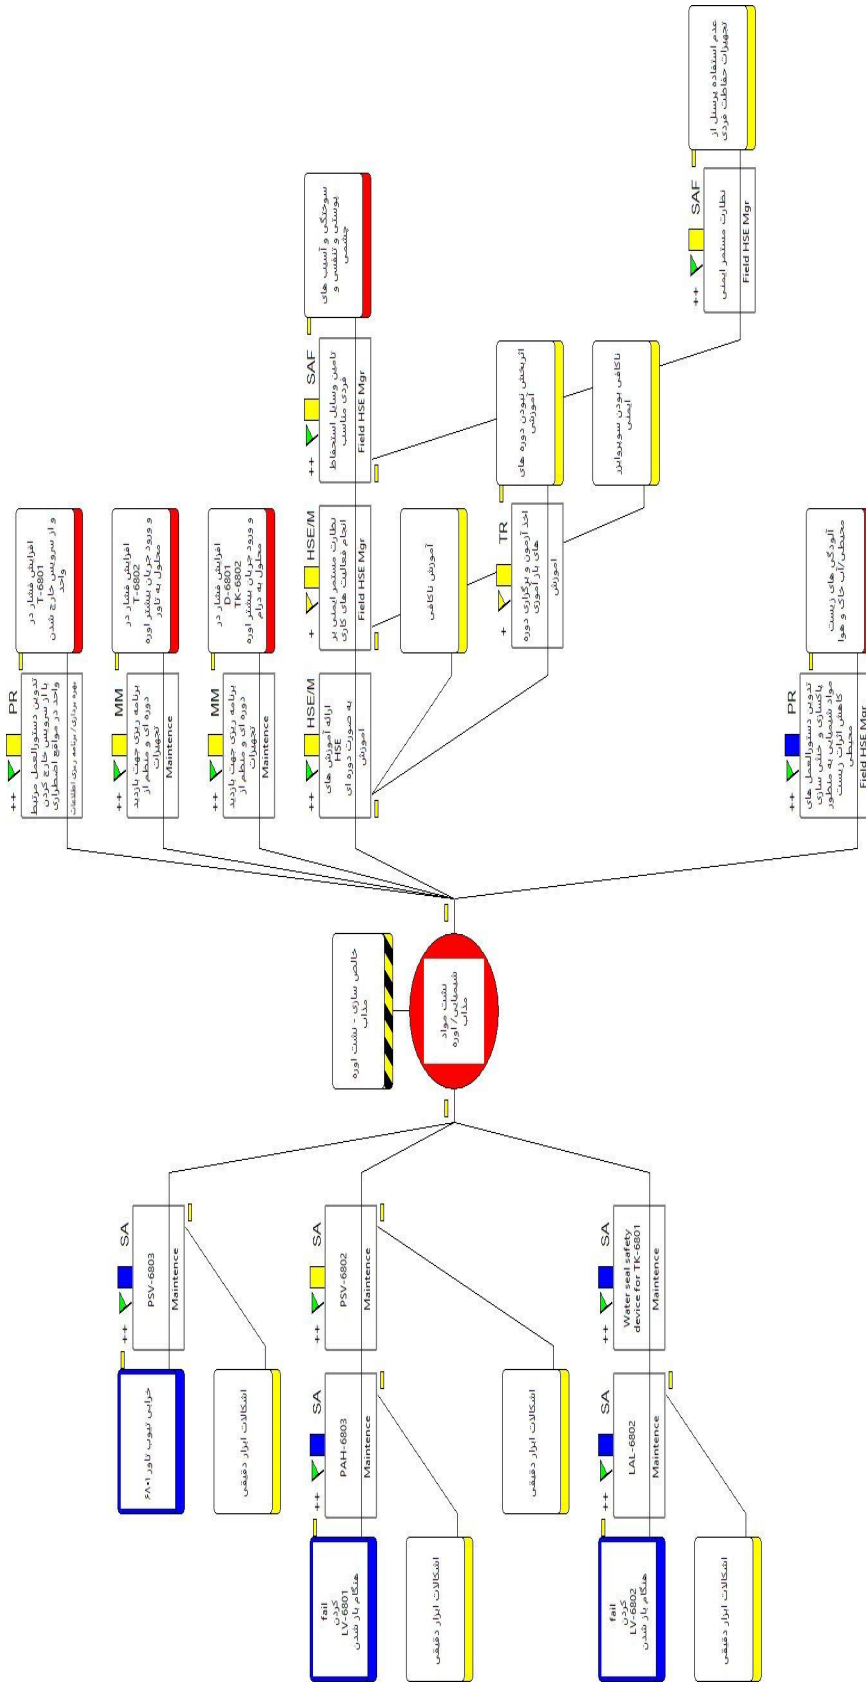 خرابی تیوب تاور ۶۸۰۱
++ SA
PSV-6803
Maintence
اشکالات ابزار دقیقی
fail
کردن
LV-6801
هنگام باز شدن
++ SA
PAH-6803
Maintence
اشکالات ابزار دقیقی
++ SA
PSV-6802
Maintence
اشکالات ابزار دقیقی
fail
کردن
LV-6802
هنگام باز شدن
++ SA
LAL-6802
Maintence
اشکالات ابزار دقیقی
++ SA
Water seal safety
device for TK-6801
Maintence
خالص سازی - نشت اوره
مذاب
نشت مواد
شیمیایی/ اوره
مذاب
++ PR
تدوین دستورالعمل مرتبط
با از سرویس خارج کردن
واحد در مواقع اضطراری
بهره برداری/ برنامه ریزی اطلاعات
افزایش فشار در
T-6801
و از سرویس خارج شدن
واحد
++ MM
برنامه ریزی جهت بازدید
دوره ای و منظم از
تجهیزات
Maintence
افزایش فشار در
T-6802
و ورود جریان بیشتر اوره
محلول به تاور
++ MM
برنامه ریزی جهت بازدید
دوره ای و منظم از
تجهیزات
Maintence
افزایش فشار در
D-6801
TK-6802
و ورود جریان بیشتر اوره
محلول به درام
++ HSE/M
ارائه آموزش های
HSE
به صورت دوره ای
آموزش
+ HSE/M
نظارت مستمر ایمنی بر
انجام فعالیت های کاری
Field HSE Mgr
++ SAF
تامین وسایل استحفاظ
فردی مناسب
Field HSE Mgr
سوختگی و آسیب های
پوستی و تنفسی و
چشمی
آموزش ناکافی
+ TR
اخذ آزمون و برگزاری دوره
های باز آموزی
آموزش
اثربخش نبودن دوره های
آموزشی
ناکافی بودن سوپروایزر
ایمنی
++ SAF
نظارت مستمر ایمنی
Field HSE Mgr
عدم استفاده پرسنل از
تجهیزات حفاظت فردی
++ PR
تدوین دستورالعمل های
پاکسازی و خنثی سازی
مواد شیمیایی به منظور
کاهش اثرات زیست
محیطی
Field HSE Mgr
آلودگی های زیست
محیطی/آب خاک و هوا